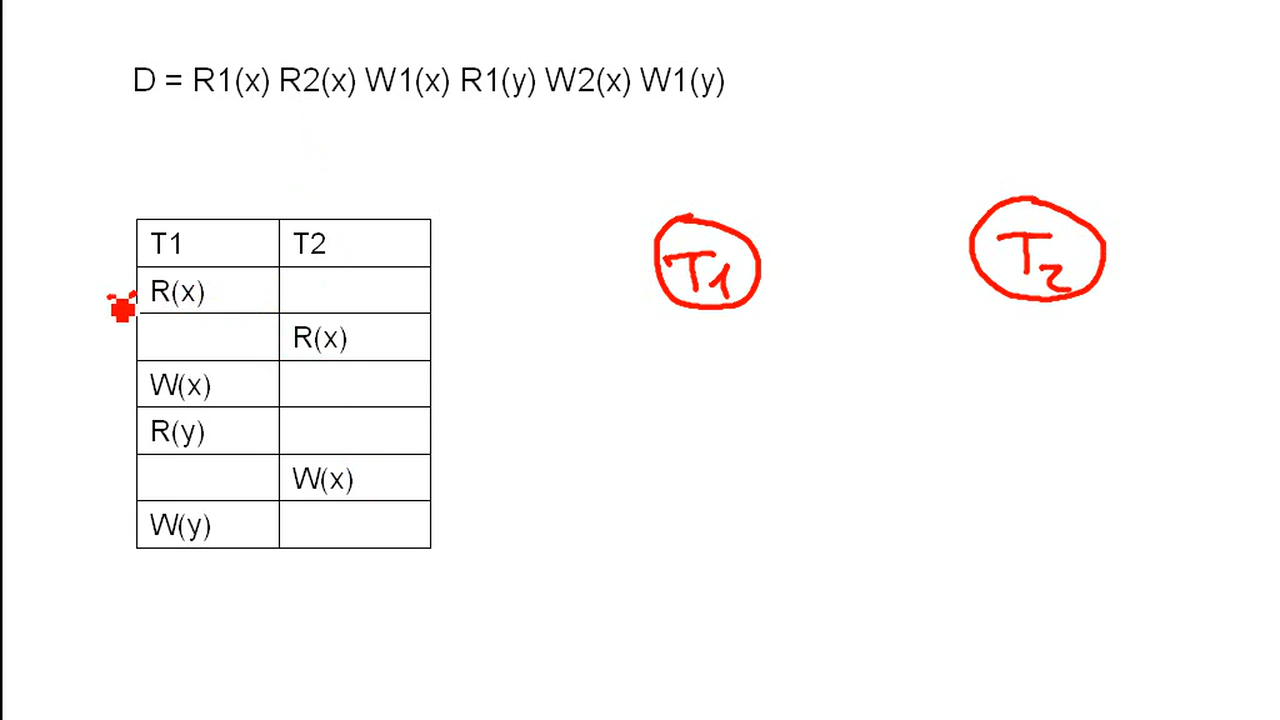 D = R1(x) R2(x) W1(x) R1(y) W2(x) W1(y)
T1 T2
R(x)
R(x)
W(x)
R(y)
W(x)
W(y)
T1 T2